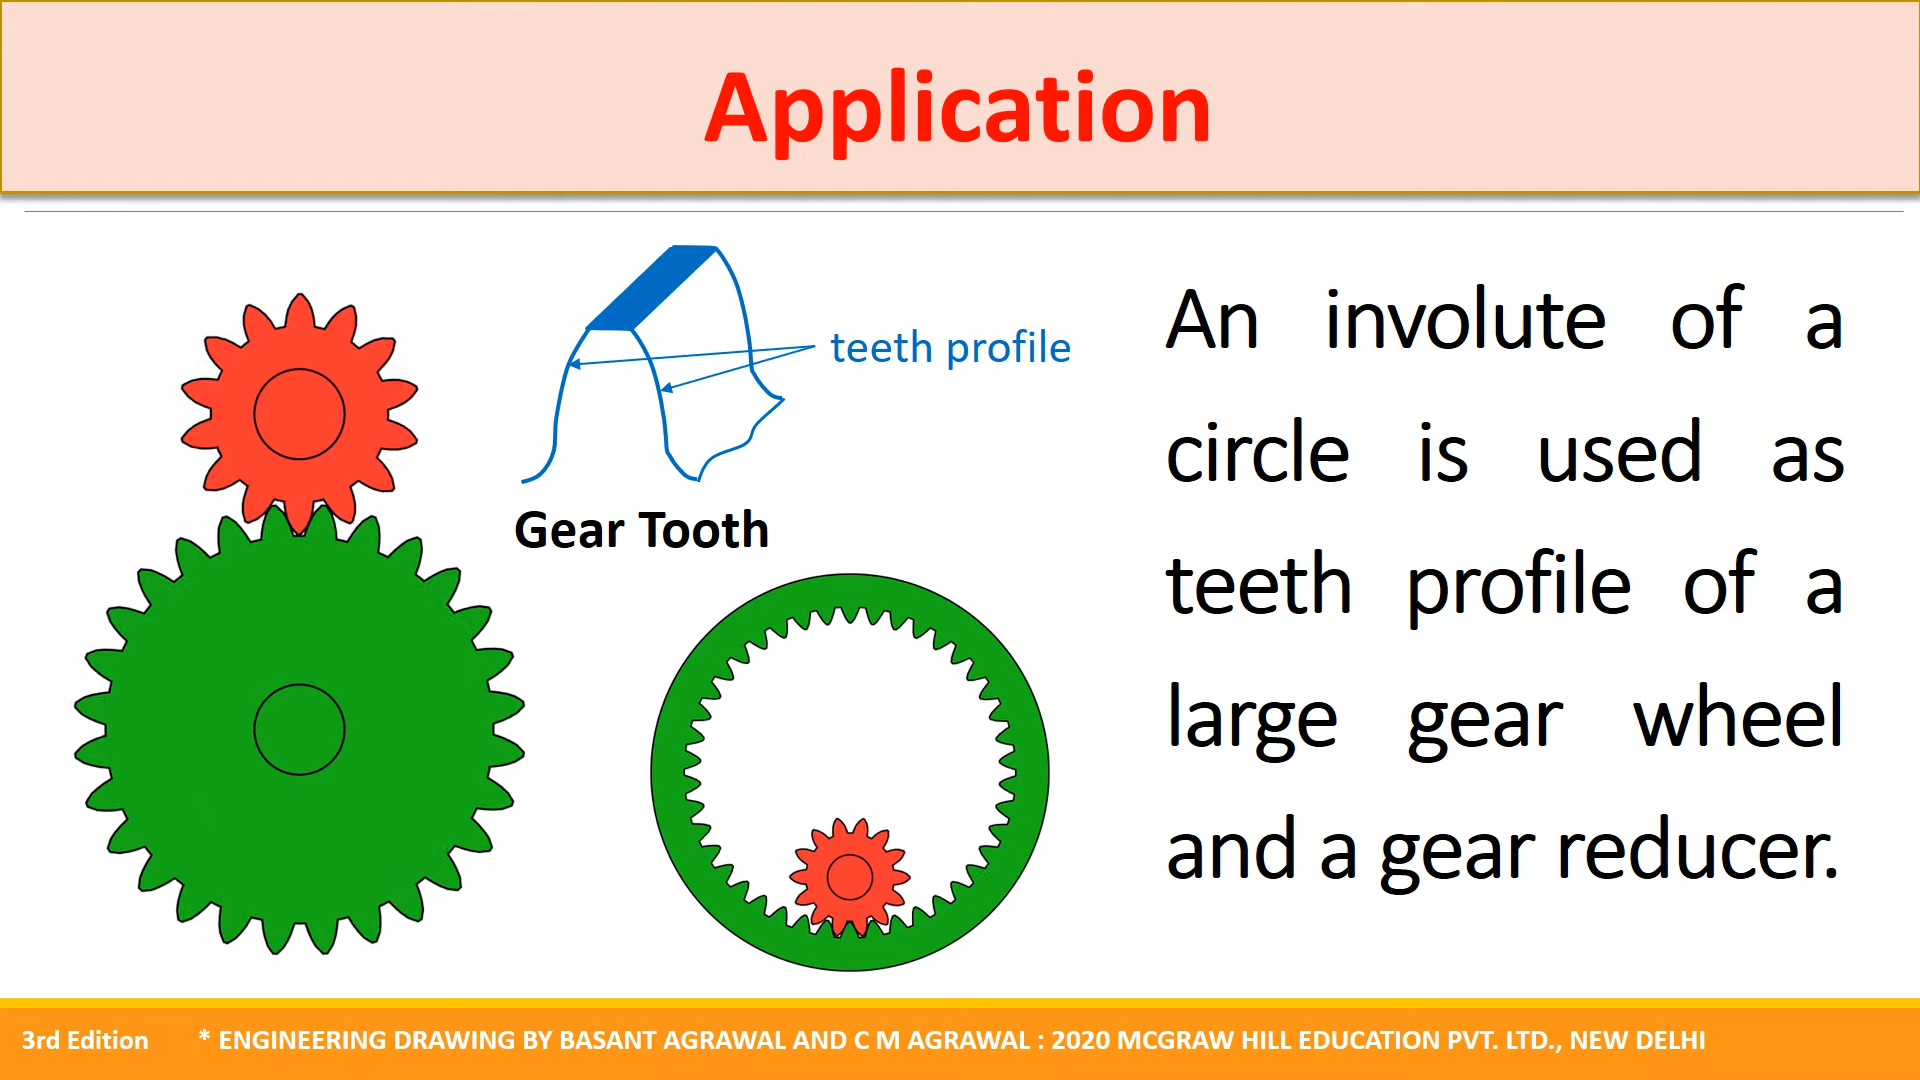 Application
teeth profile
Gear Tooth
An involute of a
circle is used as
teeth profile of a
large gear wheel
and a gear reducer.
3rd Edition * ENGINEERING DRAWING BY BASANT AGRAWAL AND C M AGRAWAL : 2020 MCGRAW HILL EDUCATION PVT. LTD., NEW DELHI